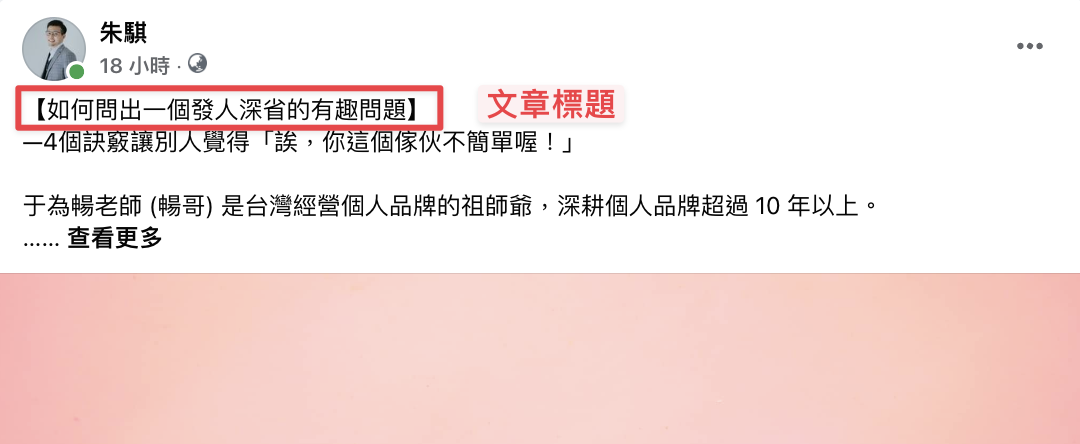 朱騏
18 小時 ·
【如何問出一個發人深省的有趣問題】
文章標題
—4個訣竅讓別人覺得「誒，你這個傢伙不簡單喔！」
于為暢老師 (暢哥) 是台灣經營個人品牌的祖師爺，深耕個人品牌超過 10 年以上。
…… 查看更多